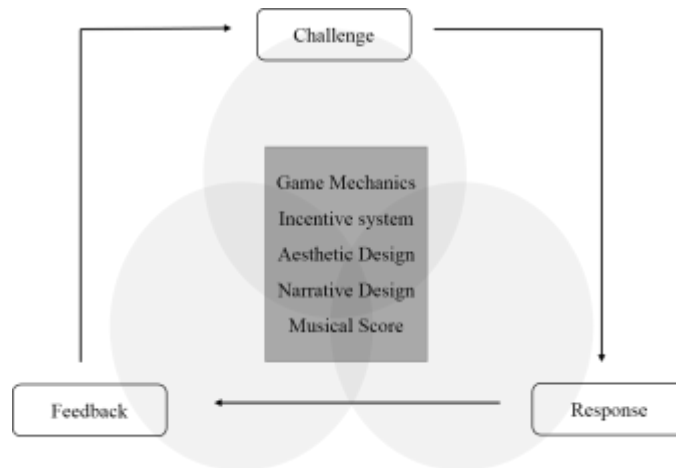 Challenge
Game Mechanics
Incentive system
Aesthetic Design
Narrative Design
Musical Score
Feedback
Response